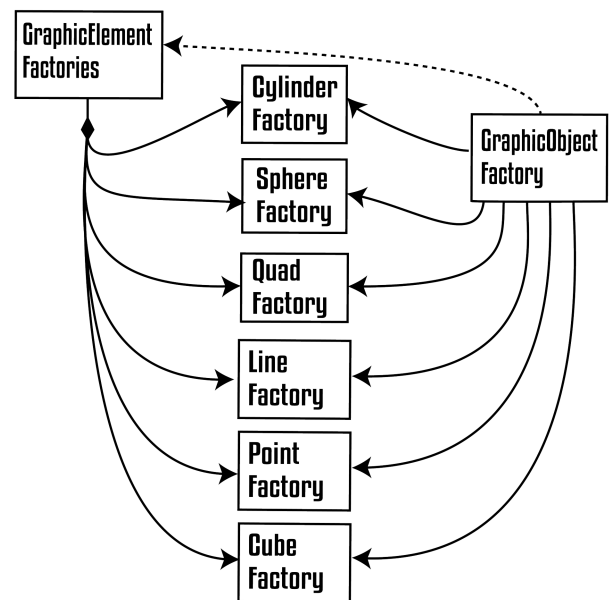 GraphicElement
Factories
Cylinder
Factory
GraphicObject
Factory
Sphere
Factory
Quad
Factory
Line
Factory
Point
Factory
Cube
Factory